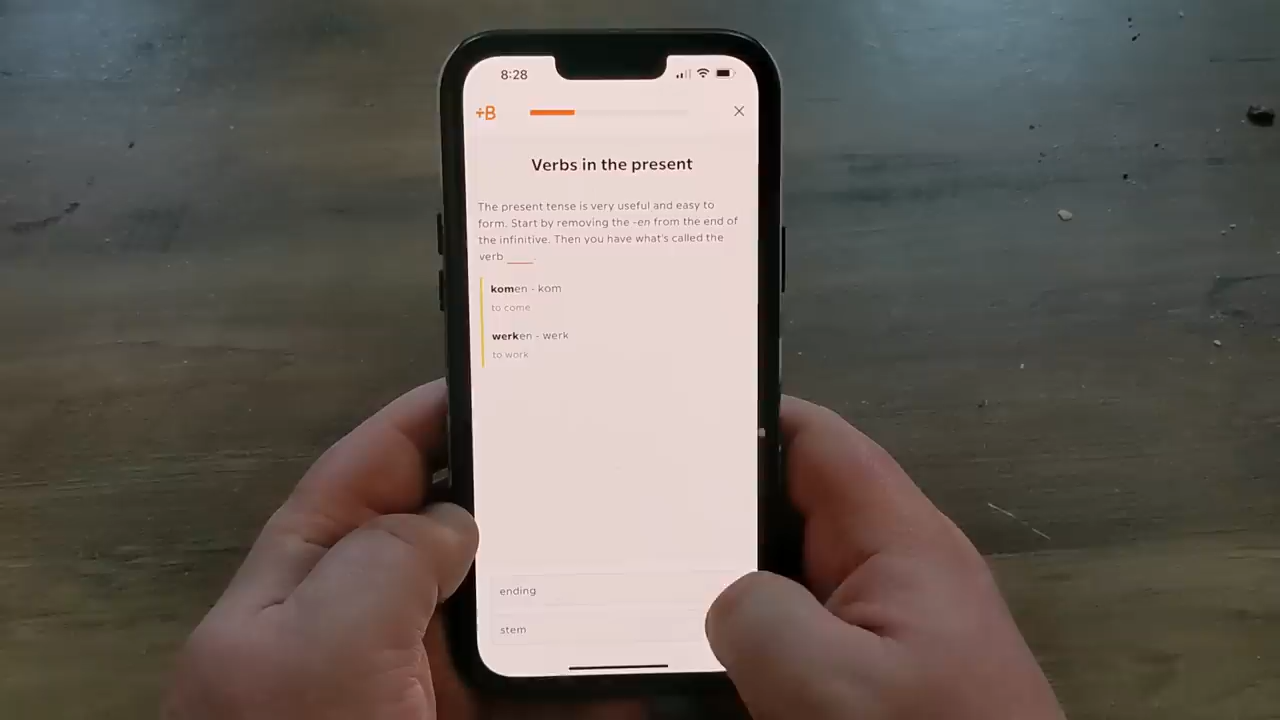 8:28
+B
Verbs in the present
The present tense is very useful and easy to
form. Start by removing the -en from the end of
the infinitive. Then you have what's called the
verb ____.
komen - kom
to come
werken - werk
to work
ending
stem